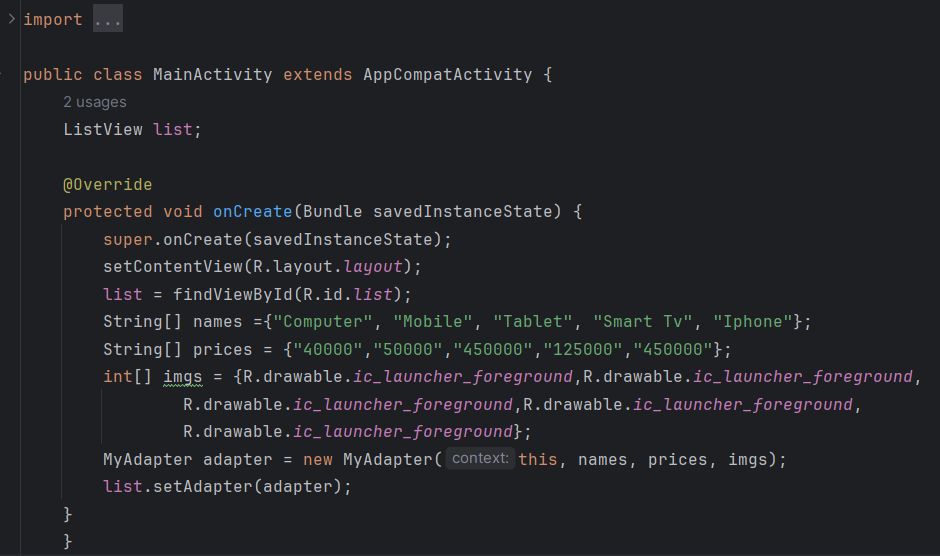 import ...
public class MainActivity extends AppCompatActivity {
2 usages
ListView list;
@Override
protected void onCreate(Bundle savedInstanceState) {
super.onCreate(savedInstanceState);
setContentView(R.layout.layout);
list = findViewById(R.id.list);
String[] names ={"Computer", "Mobile", "Tablet", "Smart Tv", "Iphone"};
String[] prices = {"40000","50000","450000","125000","450000"};
int[] imgs = {R.drawable.ic_launcher_foreground,R.drawable.ic_launcher_foreground,
R.drawable.ic_launcher_foreground,R.drawable.ic_launcher_foreground,
R.drawable.ic_launcher_foreground};
MyAdapter adapter = new MyAdapter( context: this, names, prices, imgs);
list.setAdapter(adapter);
}
}